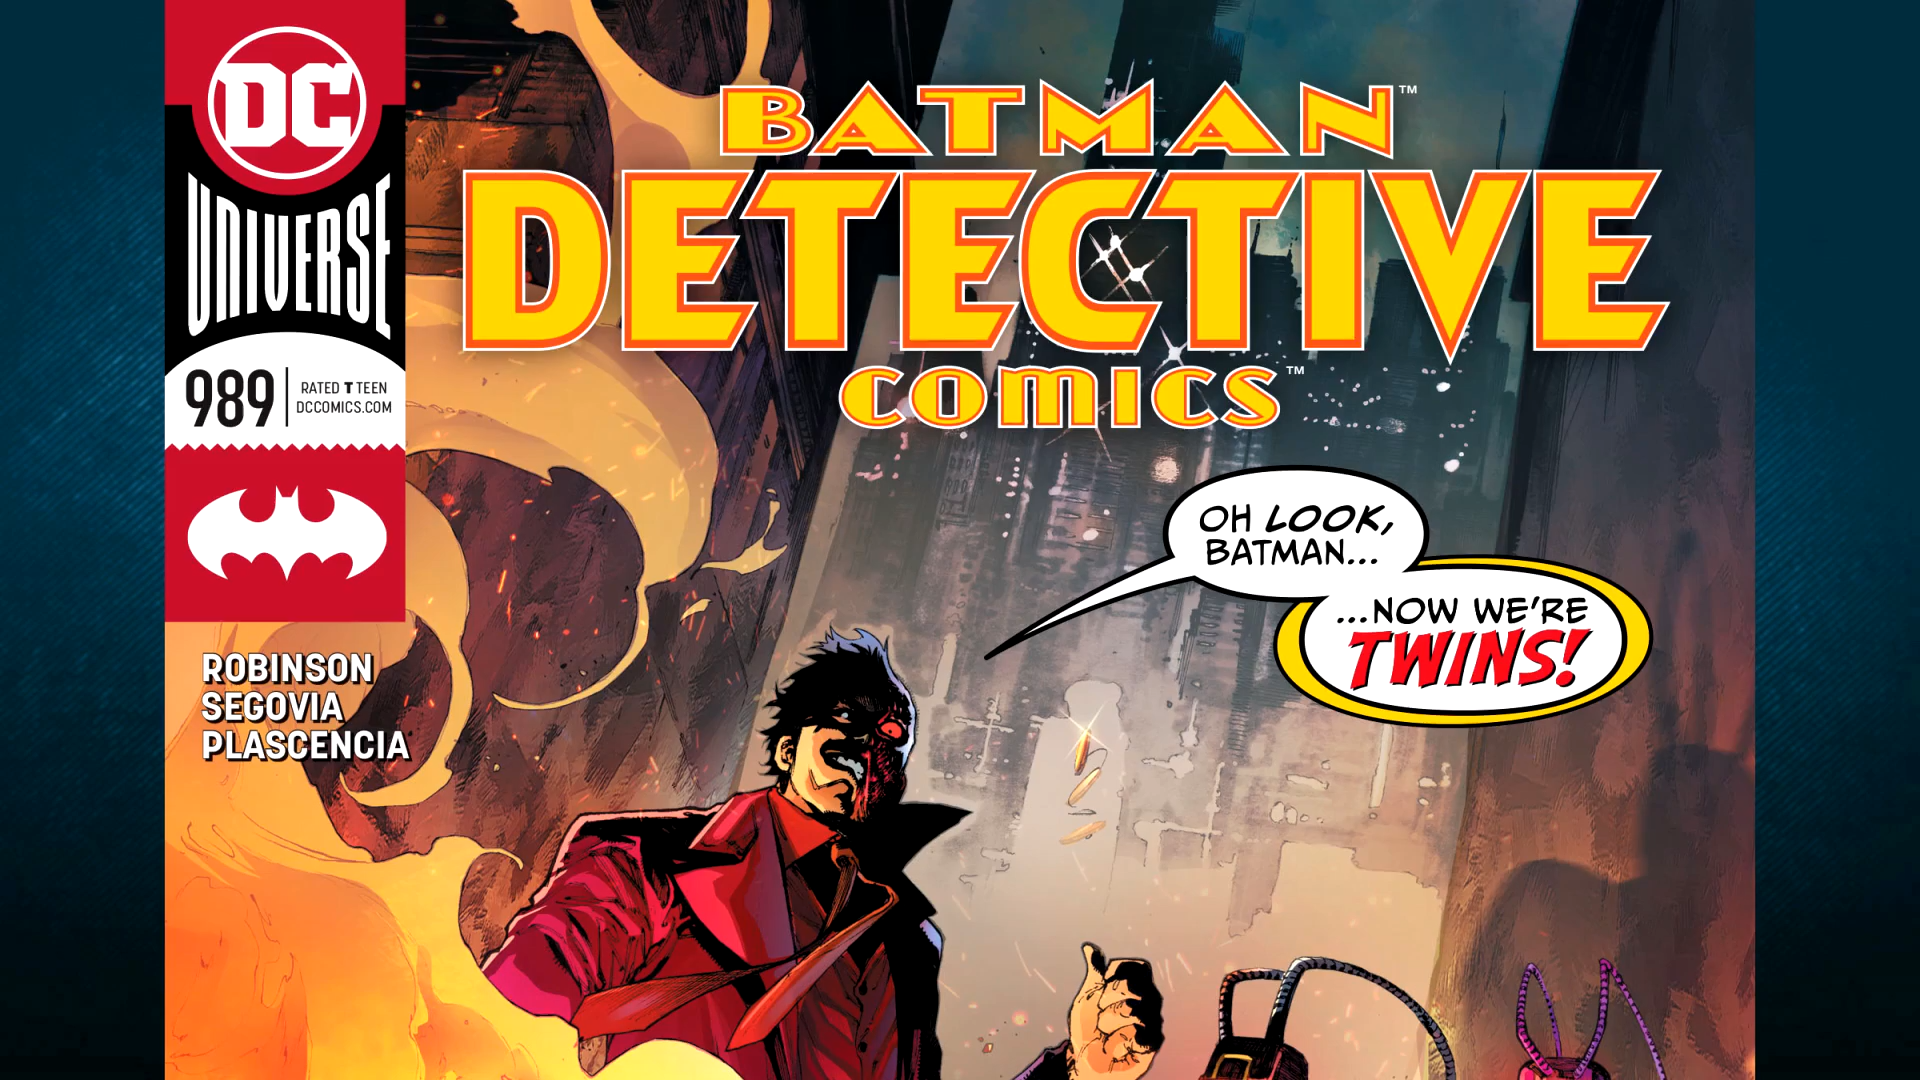 DC
UNIVERSE
989
RATED T TEEN
DCCOMICS.COM
ROBINSON
SEGOVIA
PLASCENCIA
BATMAN™
DETECTIVE
COMICS™
OH LOOK,
BATMAN...
...NOW WE'RE
TWINS!